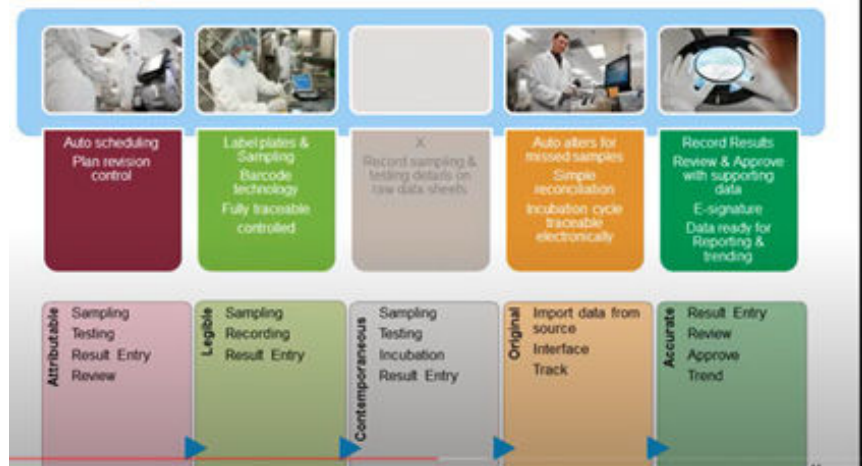 Auto scheduling
Plan revision
control
Label plates &
Sampling
Barcode
technology
Fully traceable
controlled
X
Record sampling &
testing details on
raw data sheets
Auto alters for
missed samples
Simple
reconciliation
Incubation cycle
traceable
electronically
Record Results
Review & Approve
with supporting
data
E-signature
Data ready for
Reporting &
trending
Attributable
Sampling
Testing
Result Entry
Review
Legible
Sampling
Recording
Result Entry
Contemporaneous
Sampling
Testing
Incubation
Result Entry
Original
Import data from
source
Interface
Track
Accurate
Result Entry
Review
Approve
Trend